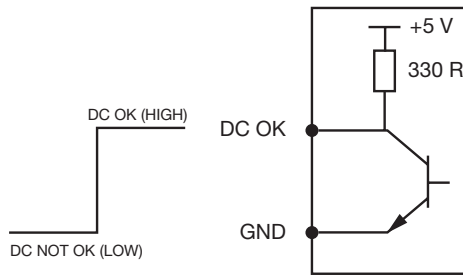 +5 V
330 R
DC OK (HIGH)
DC OK
GND
DC NOT OK (LOW)